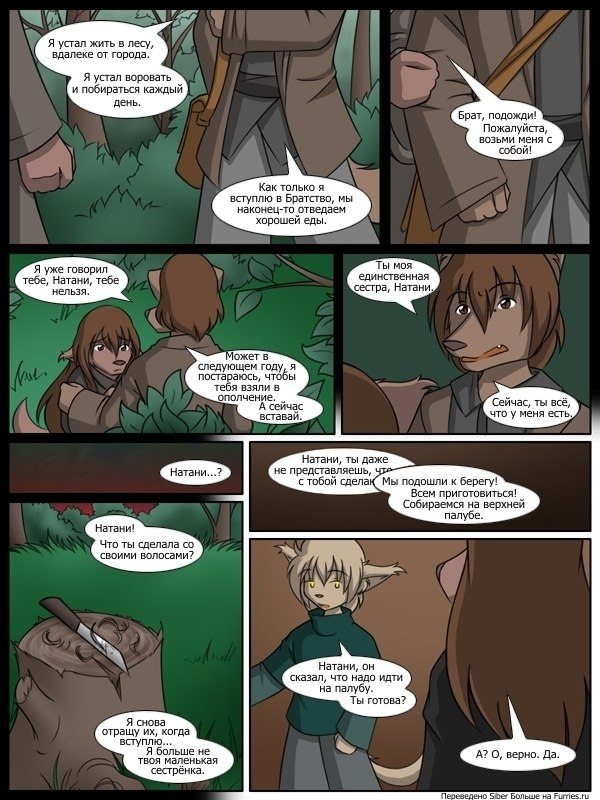 Я устал жить в лесу,
вдалеке от города.
Я устал воровать
и побираться каждый
день.
Как только я
вступлю в Братство, мы
наконец-то отведаем
хорошей еды.
Брат, подожди!
Пожалуйста,
возьми меня с
собой!
Я уже говорил
тебе, Натани, тебе
нельзя.
Может в
следующем году, я
постараюсь, чтобы
тебя взяли в
ополчение.
А сейчас
вставай.
Ты моя
единственная
сестра, Натани.
Сейчас, ты всё,
что у меня есть.
Натани...?
Натани, ты даже
не представляешь, что
с тобой сделаю
Мы подошли к берегу!
Всем приготовиться!
Собираемся на верхней
палубе.
Натани!
Что ты сделала со
своими волосами?
Я снова
отращу их, когда
вступлю...
Я больше не
твоя маленькая
сестрёнка.
Натани, он
сказал, что надо идти
на палубу.
Ты готова?
А? О, верно. Да.
Переведено Siber Больше на Furries.ru